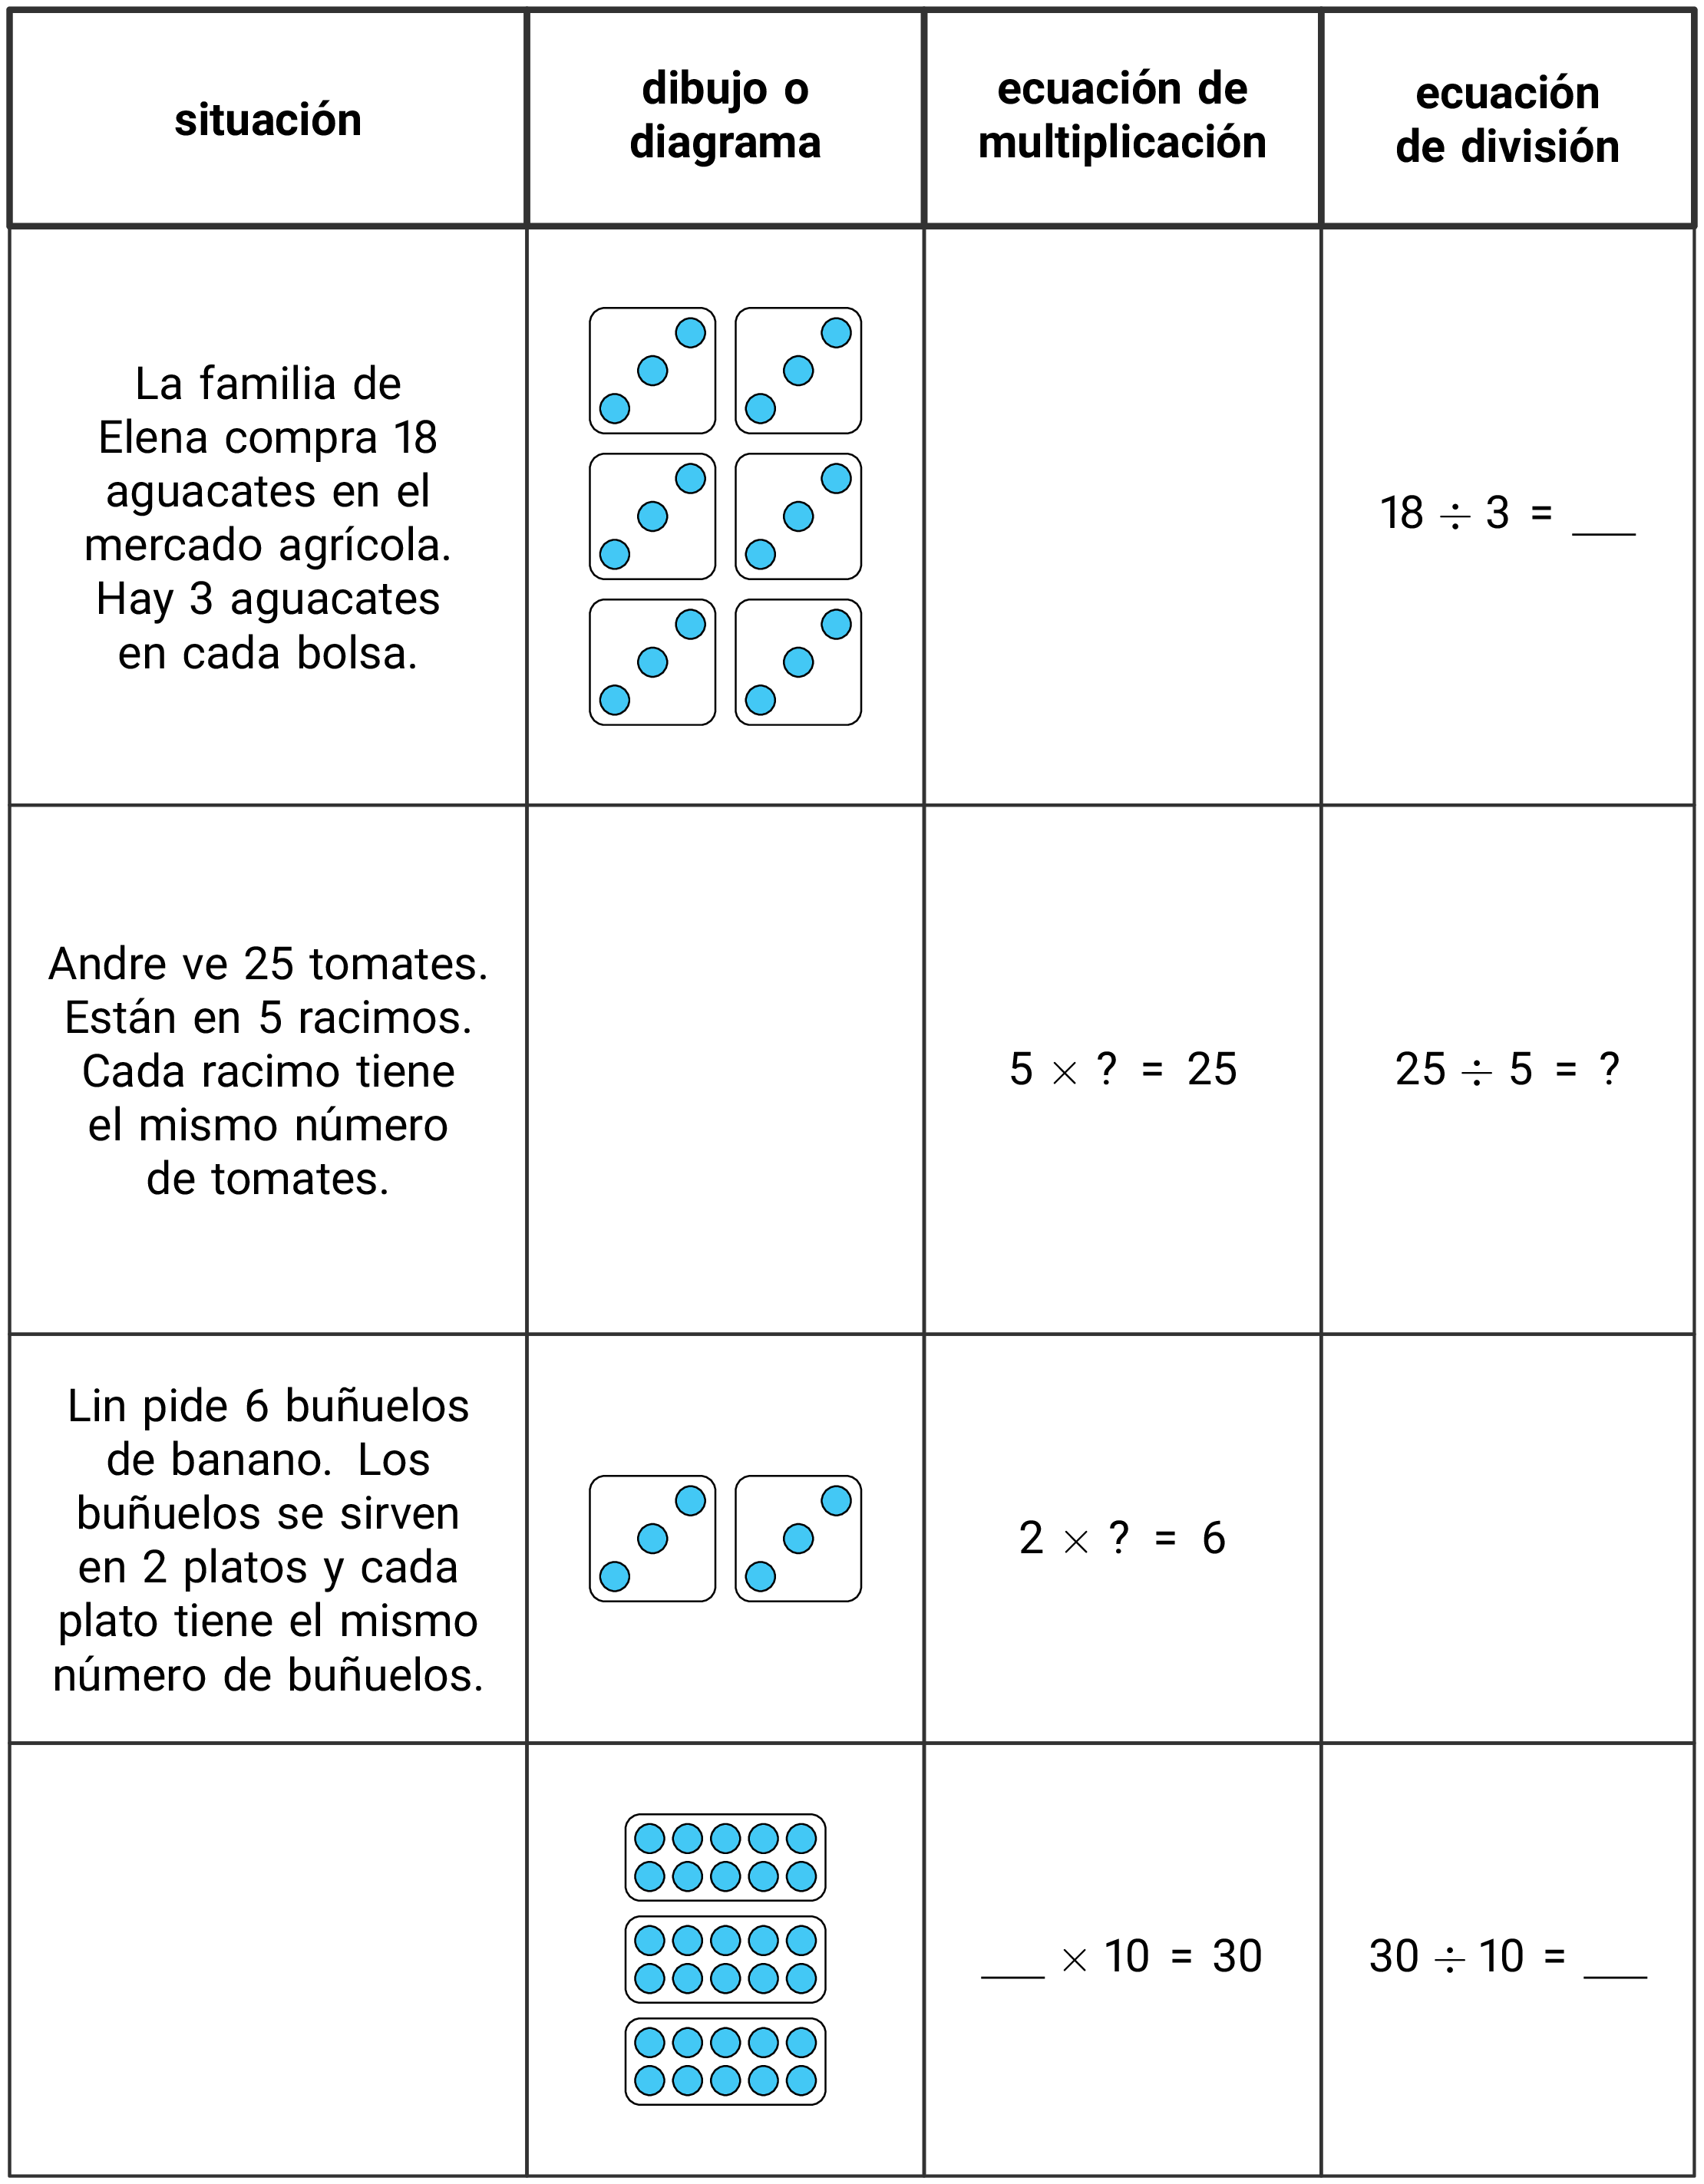 situación
dibujo o
diagrama
ecuación de
multiplicación
ecuación
de división
La familia de
Elena compra 18
aguacates en el
mercado agrícola.
Hay 3 aguacates
en cada bolsa.
18 ÷ 3 = ___
Andre ve 25 tomates.
Están en 5 racimos.
Cada racimo tiene
el mismo número
de tomates.
5 × ? = 25
25 ÷ 5 = ?
Lin pide 6 buñuelos
de banano. Los
buñuelos se sirven
en 2 platos y cada
plato tiene el mismo
número de buñuelos.
2 × ? = 6
___ × 10 = 30
30 ÷ 10 = ___